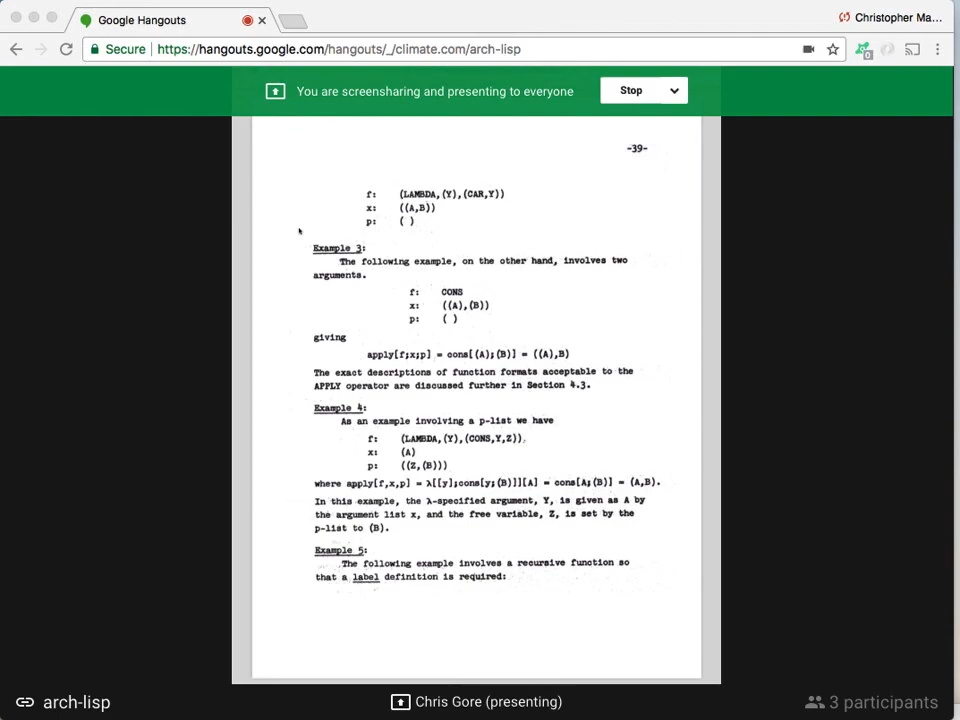 Google Hangouts
Christopher Ma...
Secure
https://hangouts.google.com/hangouts/_/climate.com/arch-lisp
0
You are screensharing and presenting to everyone
Stop
-39-
f: (LAMBDA,(Y),(CAR,Y))
x: ((A,B))
p: ( )
Example 3:
The following example, on the other hand, involves two
arguments.
f: CONS
x: ((A),(B))
p: ( )
giving
apply[f;x;p] = cons[(A);(B)] = ((A),B)
The exact descriptions of function formats acceptable to the
APPLY operator are discussed further in Section 4.3.
Example 4:
As an example involving a p-list we have
f: (LAMBDA,(Y),(CONS,Y,Z)),
x: (A)
p: ((Z,(B)))
where apply[f,x,p] = λ[[y];cons[y;(B)]][A] = cons[A;(B)] = (A,B).
In this example, the λ-specified argument, Y, is given as A by
the argument list x, and the free variable, Z, is set by the
p-list to (B).
Example 5:
The following example involves a recursive function so
that a label definition is required:
arch-lisp
Chris Gore (presenting)
3 participants